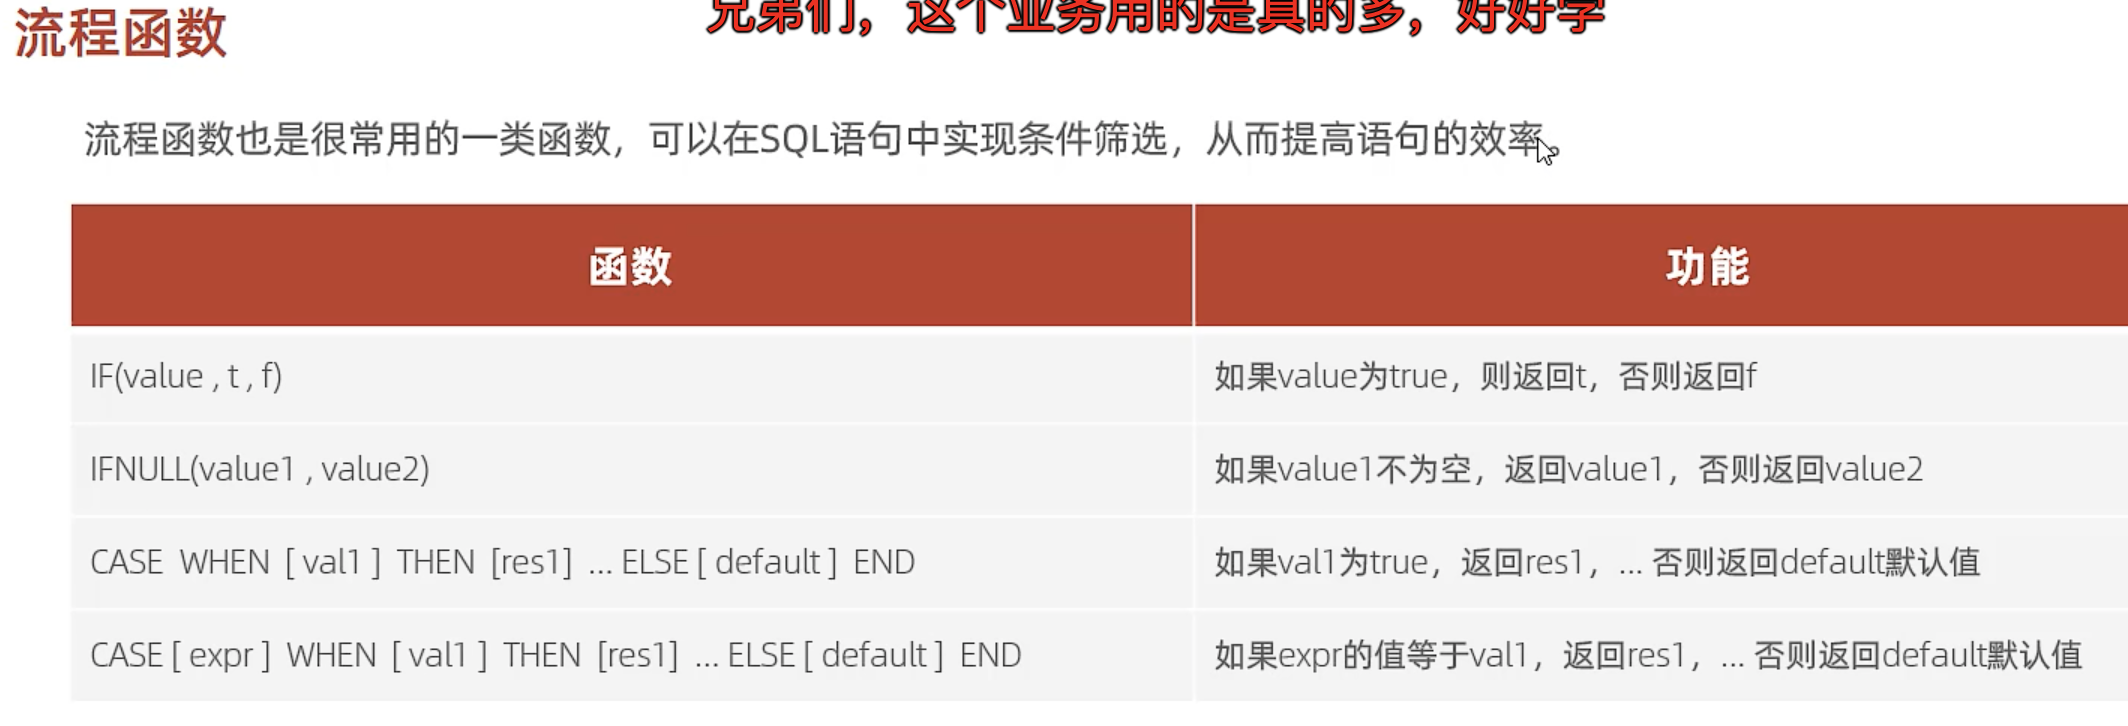 兄弟们，这个业务用的是真的多，好好学
流程函数
流程函数也是很常用的一类函数，可以在SQL语句中实现条件筛选，从而提高语句的效率。
函数 功能
IF(value , t , f) 如果value为true，则返回t，否则返回f
IFNULL(value1 , value2) 如果value1不为空，返回value1，否则返回value2
CASE WHEN [ val1 ] THEN [res1] ... ELSE [ default ] END 如果val1为true，返回res1，... 否则返回default默认值
CASE [ expr ] WHEN [ val1 ] THEN [res1] ... ELSE [ default ] END 如果expr的值等于val1，返回res1，... 否则返回default默认值